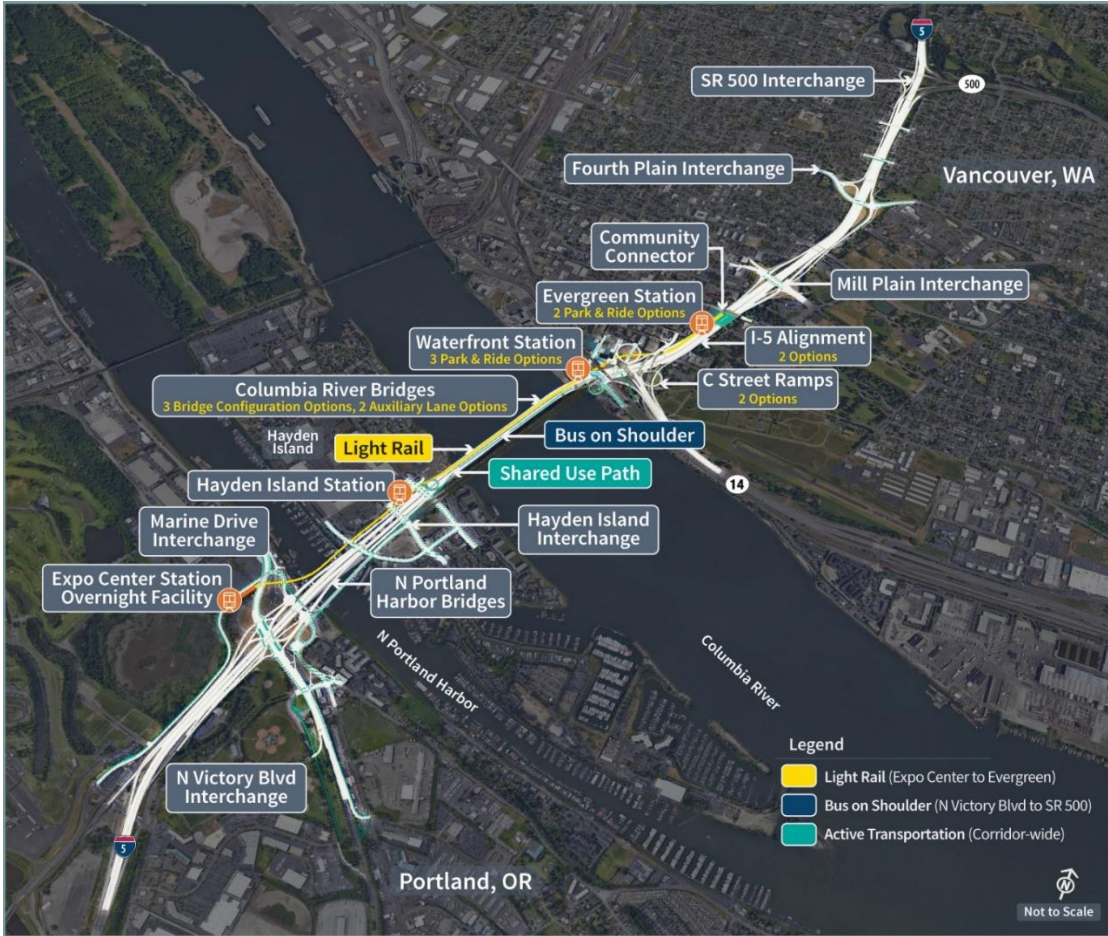 5
SR 500 Interchange
500
Fourth Plain Interchange
Vancouver, WA
Community
Connector
Mill Plain Interchange
Evergreen Station
2 Park & Ride Options
I-5 Alignment
2 Options
Waterfront Station
3 Park & Ride Options
C Street Ramps
2 Options
Columbia River Bridges
3 Bridge Configuration Options, 2 Auxiliary Lane Options
Hayden
Island
Light Rail
Bus on Shoulder
Shared Use Path
Hayden Island Station
14
Marine Drive
Interchange
Hayden Island
Interchange
Expo Center Station
Overnight Facility
N Portland
Harbor Bridges
N Portland Harbor
Columbia River
N Victory Blvd
Interchange
5
Portland, OR
Legend
Light Rail (Expo Center to Evergreen)
Bus on Shoulder (N Victory Blvd to SR 500)
Active Transportation (Corridor-wide)
N
Not to Scale